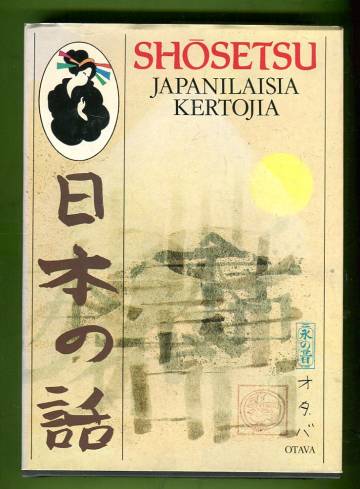 SHŌSETSU
JAPANILAISIA
KERTOJIA
日本の話
オタバ
OTAVA